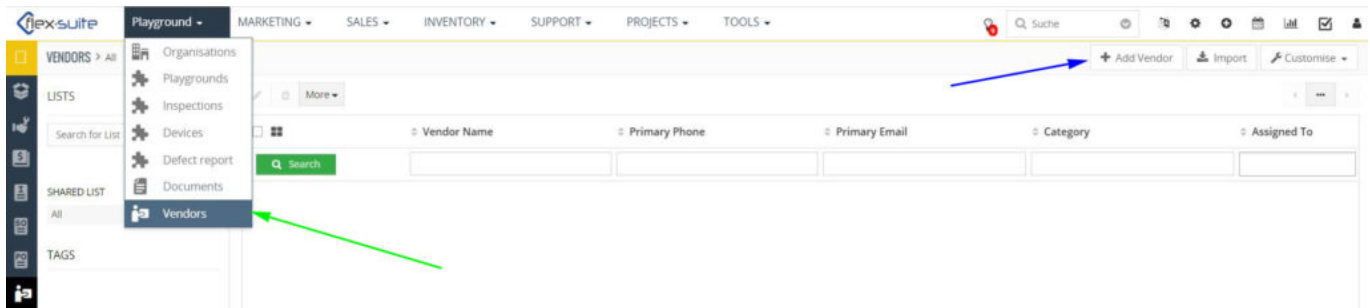 flex-suite
Playground
MARKETING
SALES
INVENTORY
SUPPORT
PROJECTS
TOOLS
Suche
VENDORS > All
Organisations
Playgrounds
Inspections
Devices
Defect report
Documents
Vendors
+ Add Vendor
Import
Customise
LISTS
Search for List
SHARED LIST
All
TAGS
More
Vendor Name
Primary Phone
Primary Email
Category
Assigned To
Search